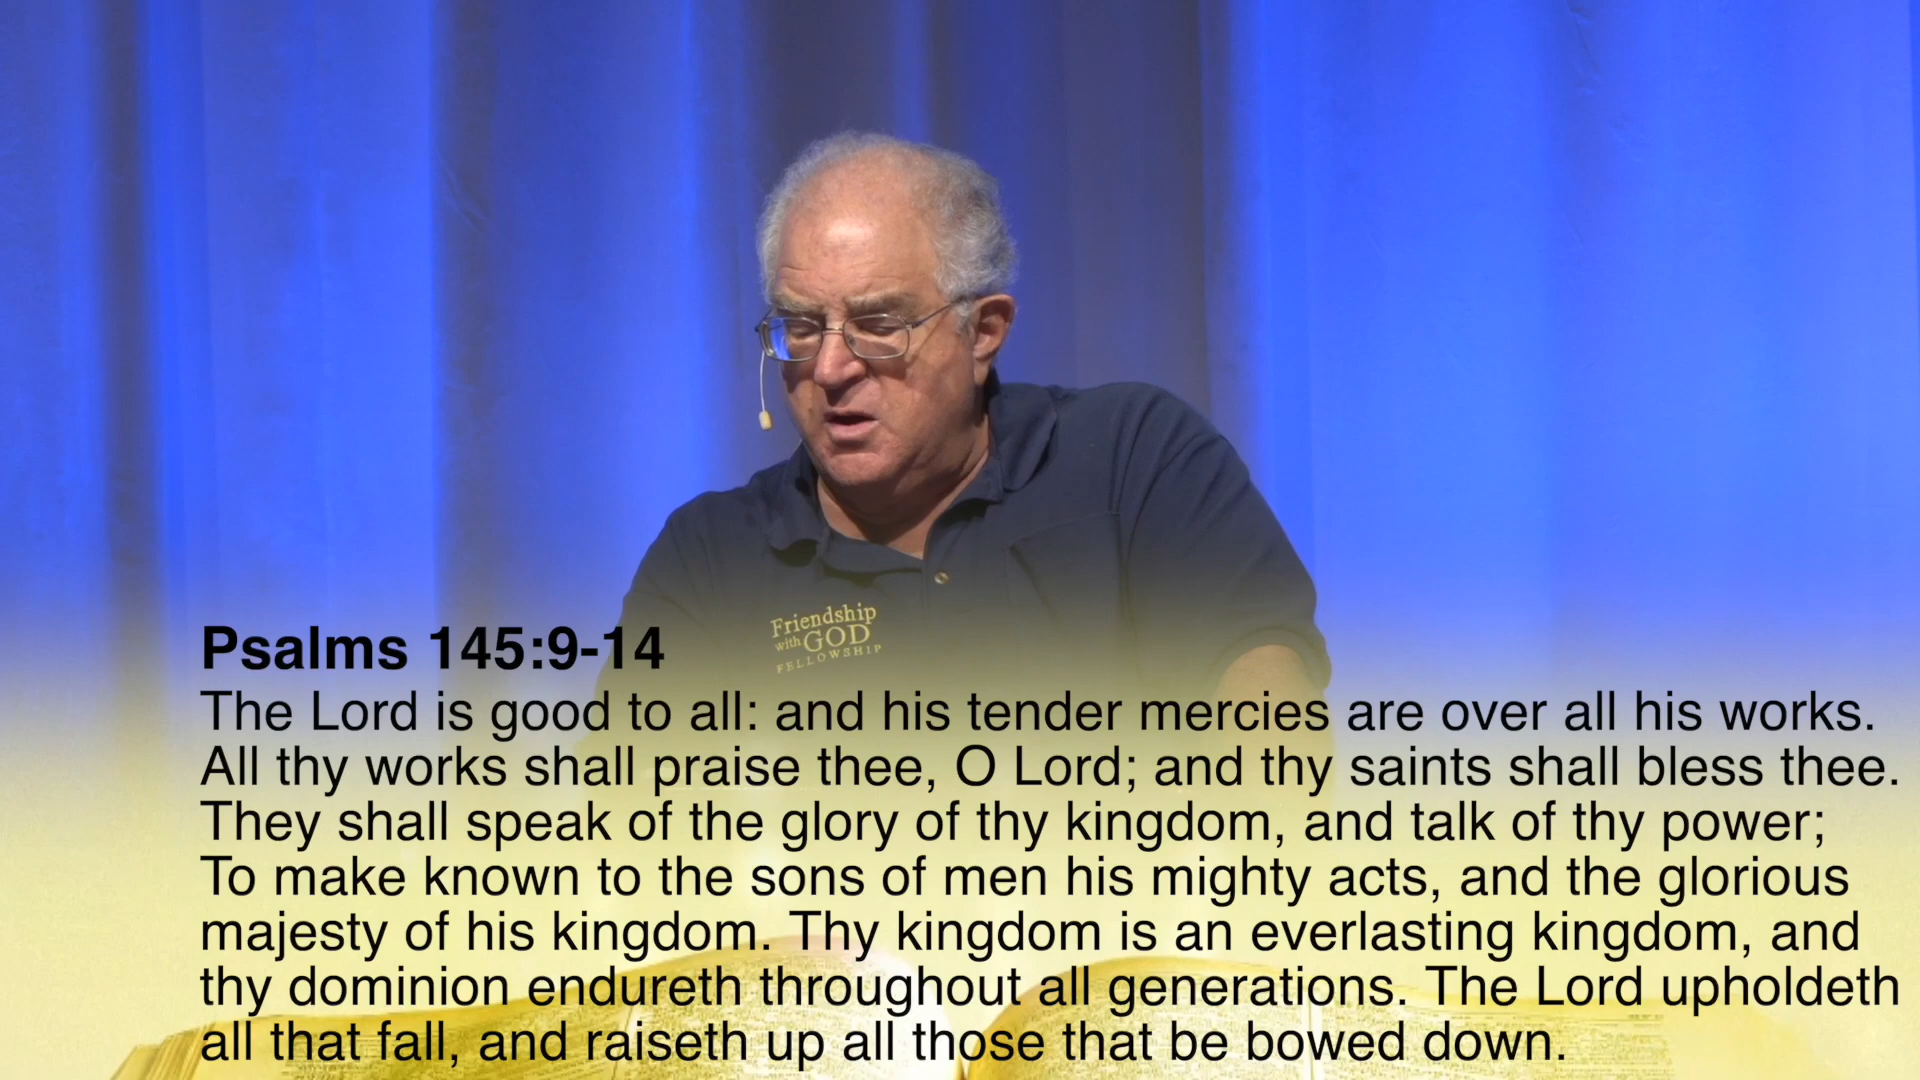 Friendship
with GOD
FELLOWSHIP
Psalms 145:9-14
The Lord is good to all: and his tender mercies are over all his works.
All thy works shall praise thee, O Lord; and thy saints shall bless thee.
They shall speak of the glory of thy kingdom, and talk of thy power;
To make known to the sons of men his mighty acts, and the glorious
majesty of his kingdom. Thy kingdom is an everlasting kingdom, and
thy dominion endureth throughout all generations. The Lord upholdeth
all that fall, and raiseth up all those that be bowed down.